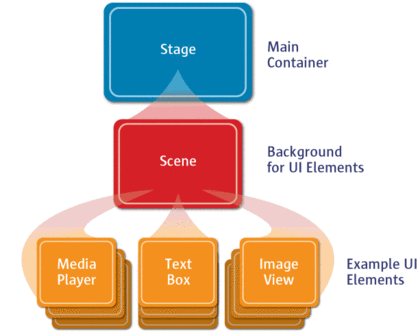 Stage
Main
Container
Scene
Background
for UI Elements
Media
Player
Text
Box
Image
View
Example UI
Elements